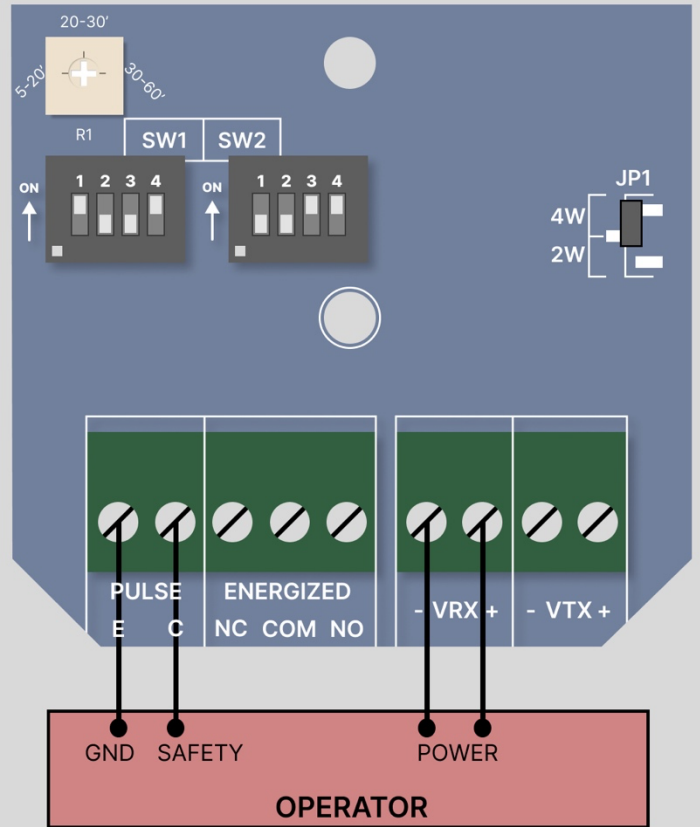 20-30'
5-20'
30-60'
R1
SW1 SW2
ON 1 2 3 4
ON 1 2 3 4
JP1
4W
2W
PULSE ENERGIZED
E C NC COM NO
- VRX + - VTX +
GND SAFETY POWER
OPERATOR